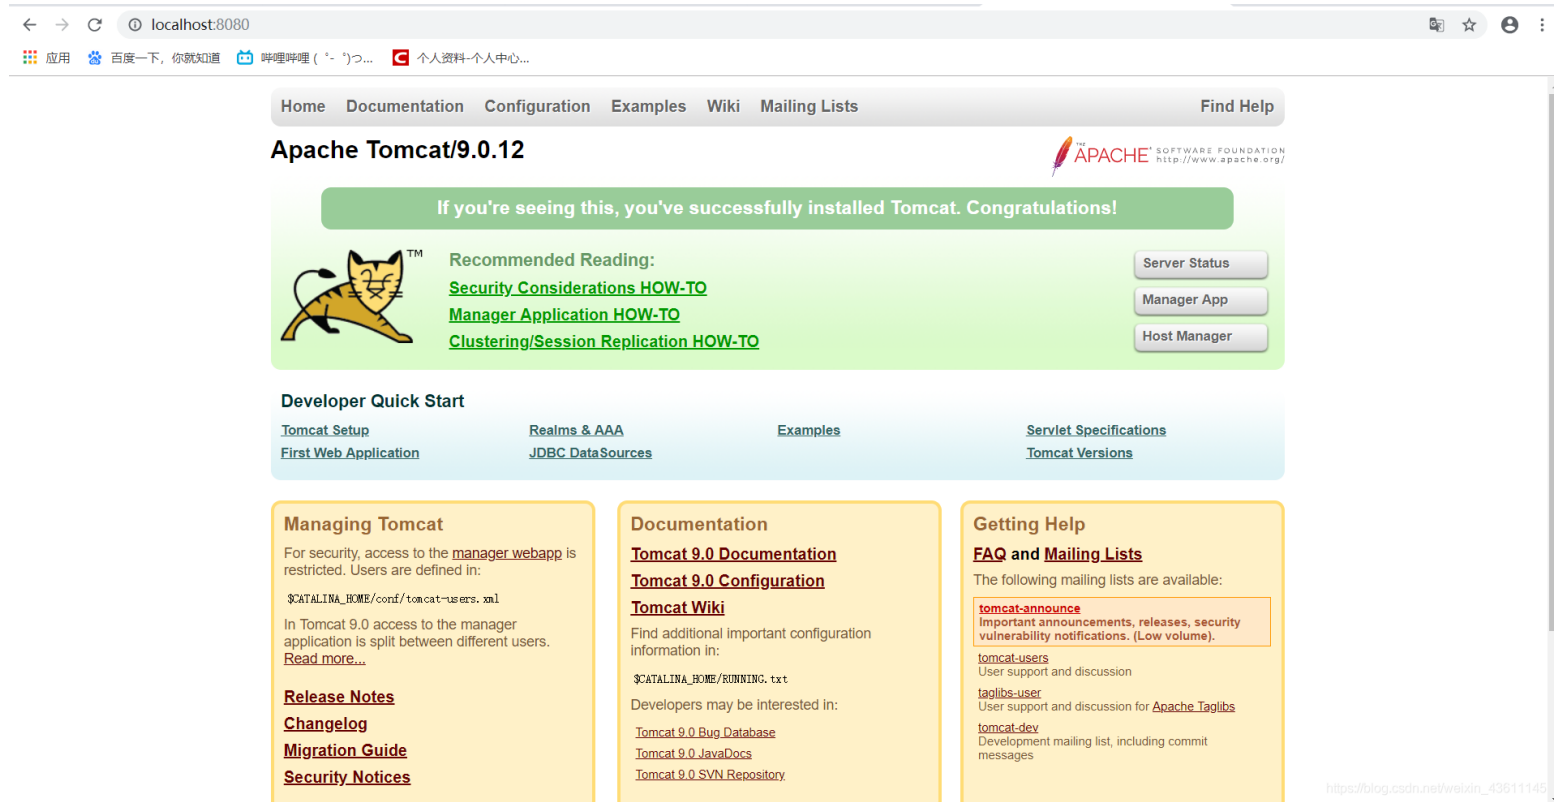 localhost:8080
应用 百度一下，你就知道 哔哩哔哩 ( ゜- ゜)つ... 个人资料-个人中心...
Home Documentation Configuration Examples Wiki Mailing Lists Find Help
Apache Tomcat/9.0.12
THE APACHE® SOFTWARE FOUNDATION
http://www.apache.org/
If you're seeing this, you've successfully installed Tomcat. Congratulations!
TM
Recommended Reading:
Security Considerations HOW-TO
Manager Application HOW-TO
Clustering/Session Replication HOW-TO
Server Status
Manager App
Host Manager
Developer Quick Start
Tomcat Setup
First Web Application
Realms & AAA
JDBC DataSources
Examples
Servlet Specifications
Tomcat Versions
Managing Tomcat
For security, access to the manager webapp is
restricted. Users are defined in:
$CATALINA_HOME/conf/tomcat-users.xml
In Tomcat 9.0 access to the manager
application is split between different users.
Read more...
Release Notes
Changelog
Migration Guide
Security Notices
Documentation
Tomcat 9.0 Documentation
Tomcat 9.0 Configuration
Tomcat Wiki
Find additional important configuration
information in:
$CATALINA_HOME/RUNNING.txt
Developers may be interested in:
Tomcat 9.0 Bug Database
Tomcat 9.0 JavaDocs
Tomcat 9.0 SVN Repository
Getting Help
FAQ and Mailing Lists
The following mailing lists are available:
tomcat-announce
Important announcements, releases, security
vulnerability notifications. (Low volume).
tomcat-users
User support and discussion
taglibs-user
User support and discussion for Apache Taglibs
tomcat-dev
Development mailing list, including commit
messages
https://blog.csdn.net/weixin_43611145